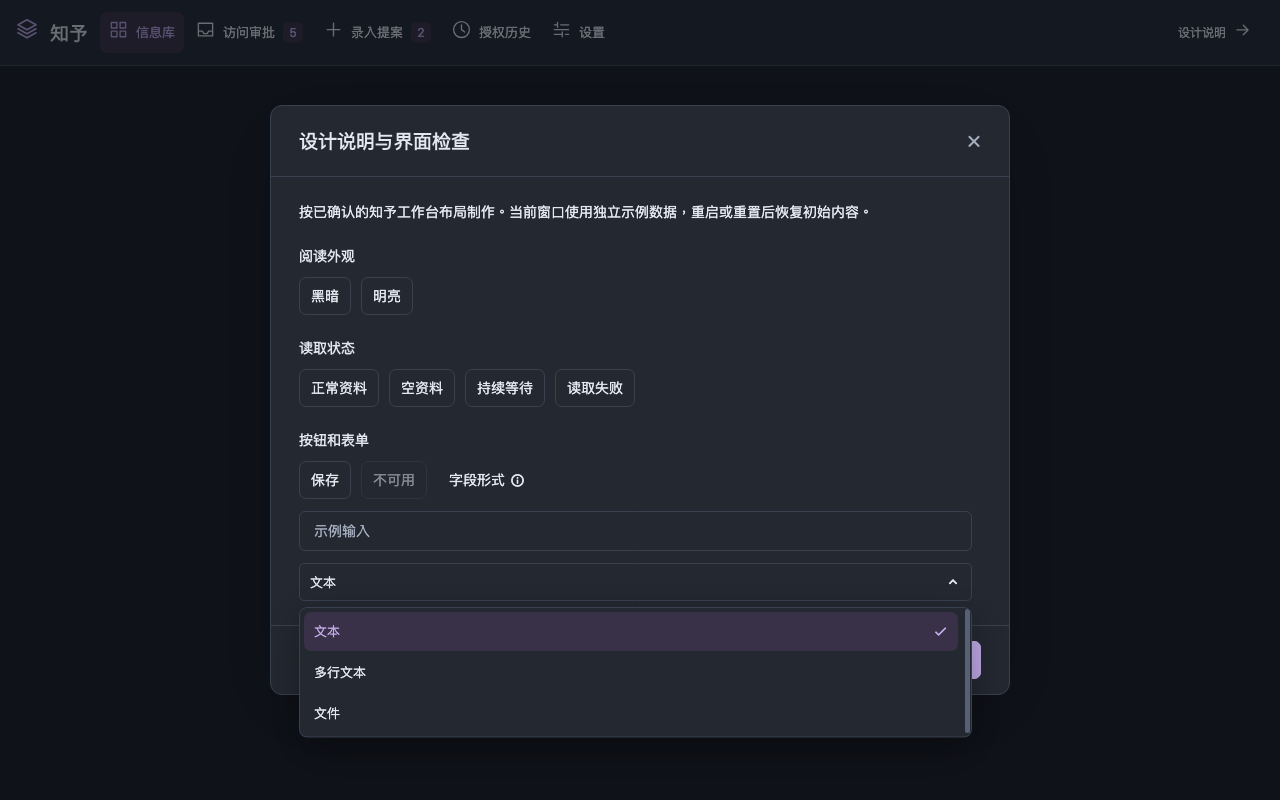 知予 信息库 访问审批 5 录入提案 2 授权历史 设置 设计说明
设计说明与界面检查
按已确认的知予工作台布局制作。当前窗口使用独立示例数据，重启或重置后恢复初始内容。
阅读外观
黑暗 明亮
读取状态
正常资料 空资料 持续等待 读取失败
按钮和表单
保存 不可用 字段形式
示例输入
文本
文本
多行文本
文件